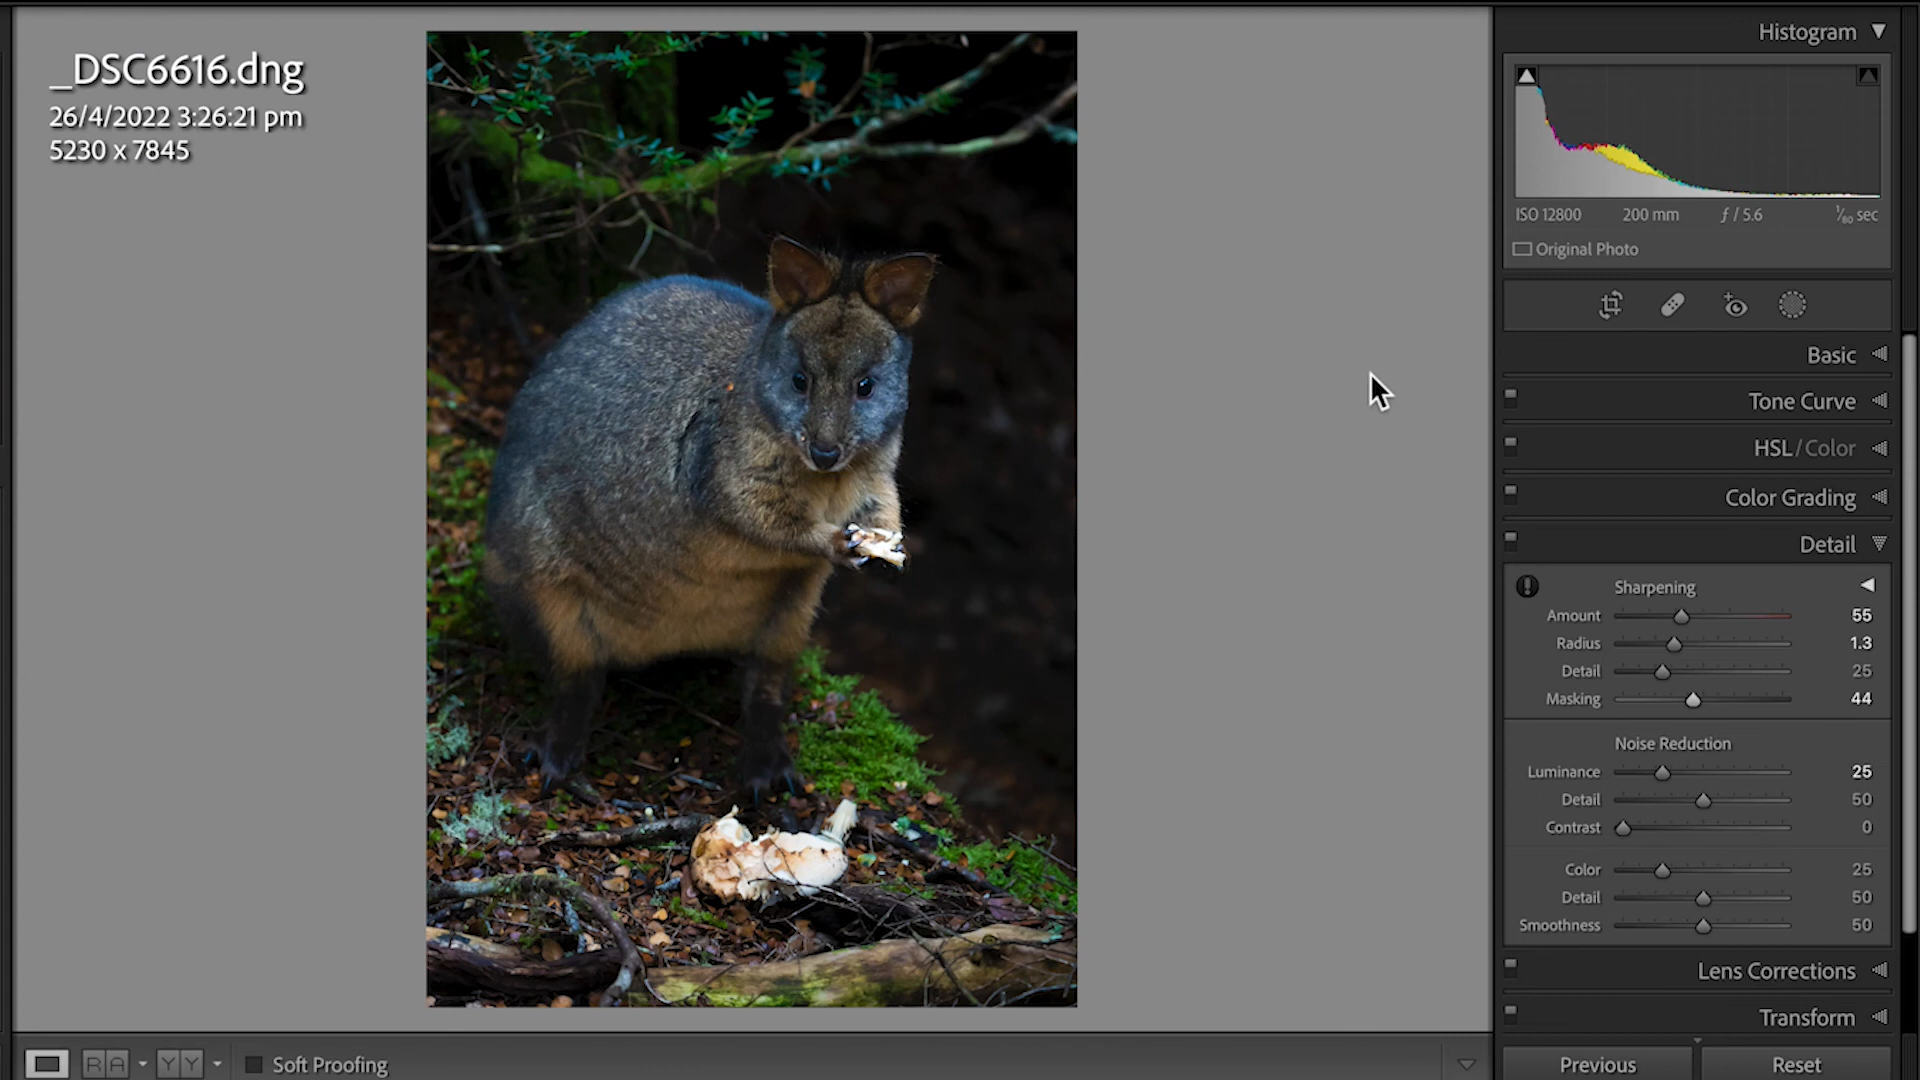 _DSC6616.dng
26/4/2022 3:26:21 pm
5230 x 7845
Histogram
ISO 12800 200 mm ƒ / 5.6 1/80 sec
Original Photo
Basic
Tone Curve
HSL / Color
Color Grading
Detail
Sharpening
Amount 55
Radius 1.3
Detail 25
Masking 44
Noise Reduction
Luminance 25
Detail 50
Contrast 0
Color 25
Detail 50
Smoothness 50
Lens Corrections
Transform
R A Y Y Soft Proofing
Previous Reset